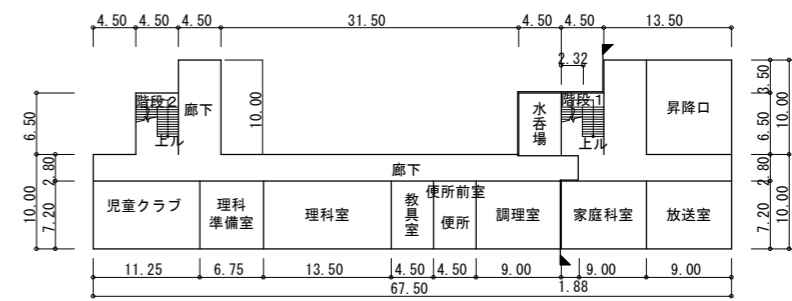 4.50 4.50 4.50 31.50 4.50 4.50 13.50
2.32
6.50
2.80
10.00
7.20
階段2
上ル
廊下
10.00
水呑場
階段1
上ル
昇降口
3.50
6.50
10.00
2.80
7.20
10.00
廊下
児童クラブ
理科
準備室
理科室
教具室
便所前室
便所
調理室
家庭科室
放送室
11.25 6.75 13.50 4.50 4.50 9.00 9.00 9.00
67.50 1.88